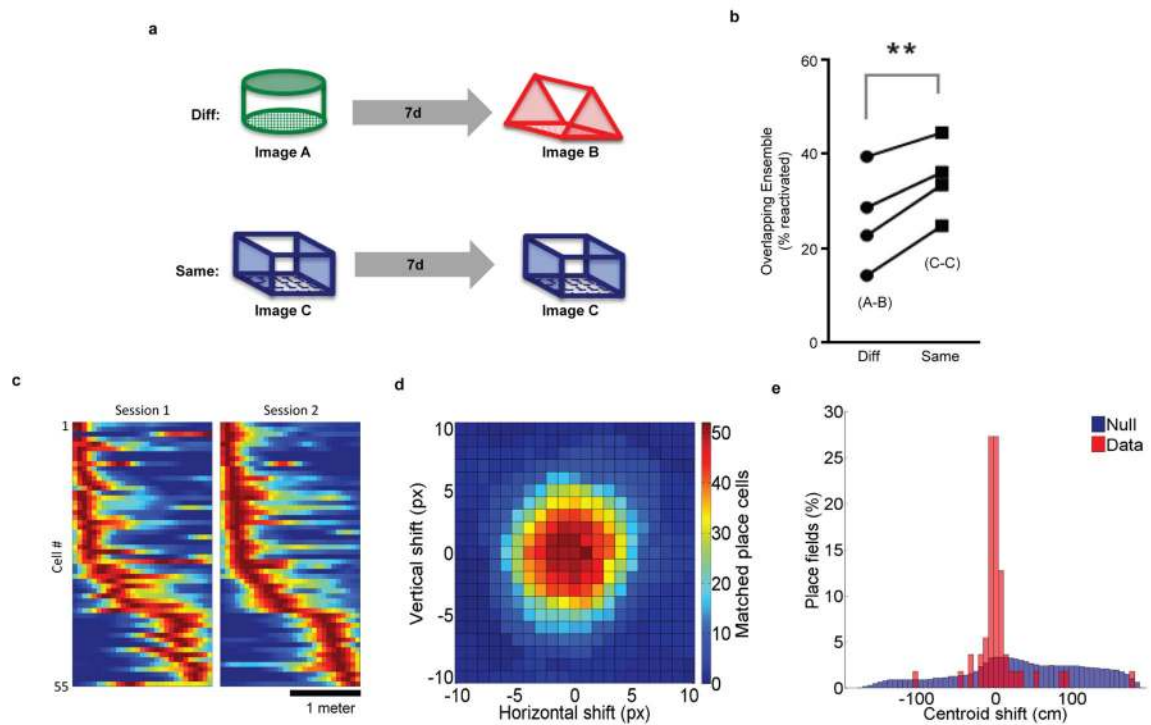 a
Diff:
7d
Image A
Image B
Same:
7d
Image C
Image C
b
**
60
40
20
0
Overlapping Ensemble
(% reactivated)
(C-C)
(A-B)
Diff
Same
c
Session 1
Session 2
1
Cell #
55
1 meter
d
10
5
0
-5
-10
Vertical shift (px)
-10
-5
0
5
10
Horizontal shift (px)
50
40
30
20
10
0
Matched place cells
e
30
25
20
15
10
5
0
Place fields (%)
Null
Data
-100
0
100
Centroid shift (cm)